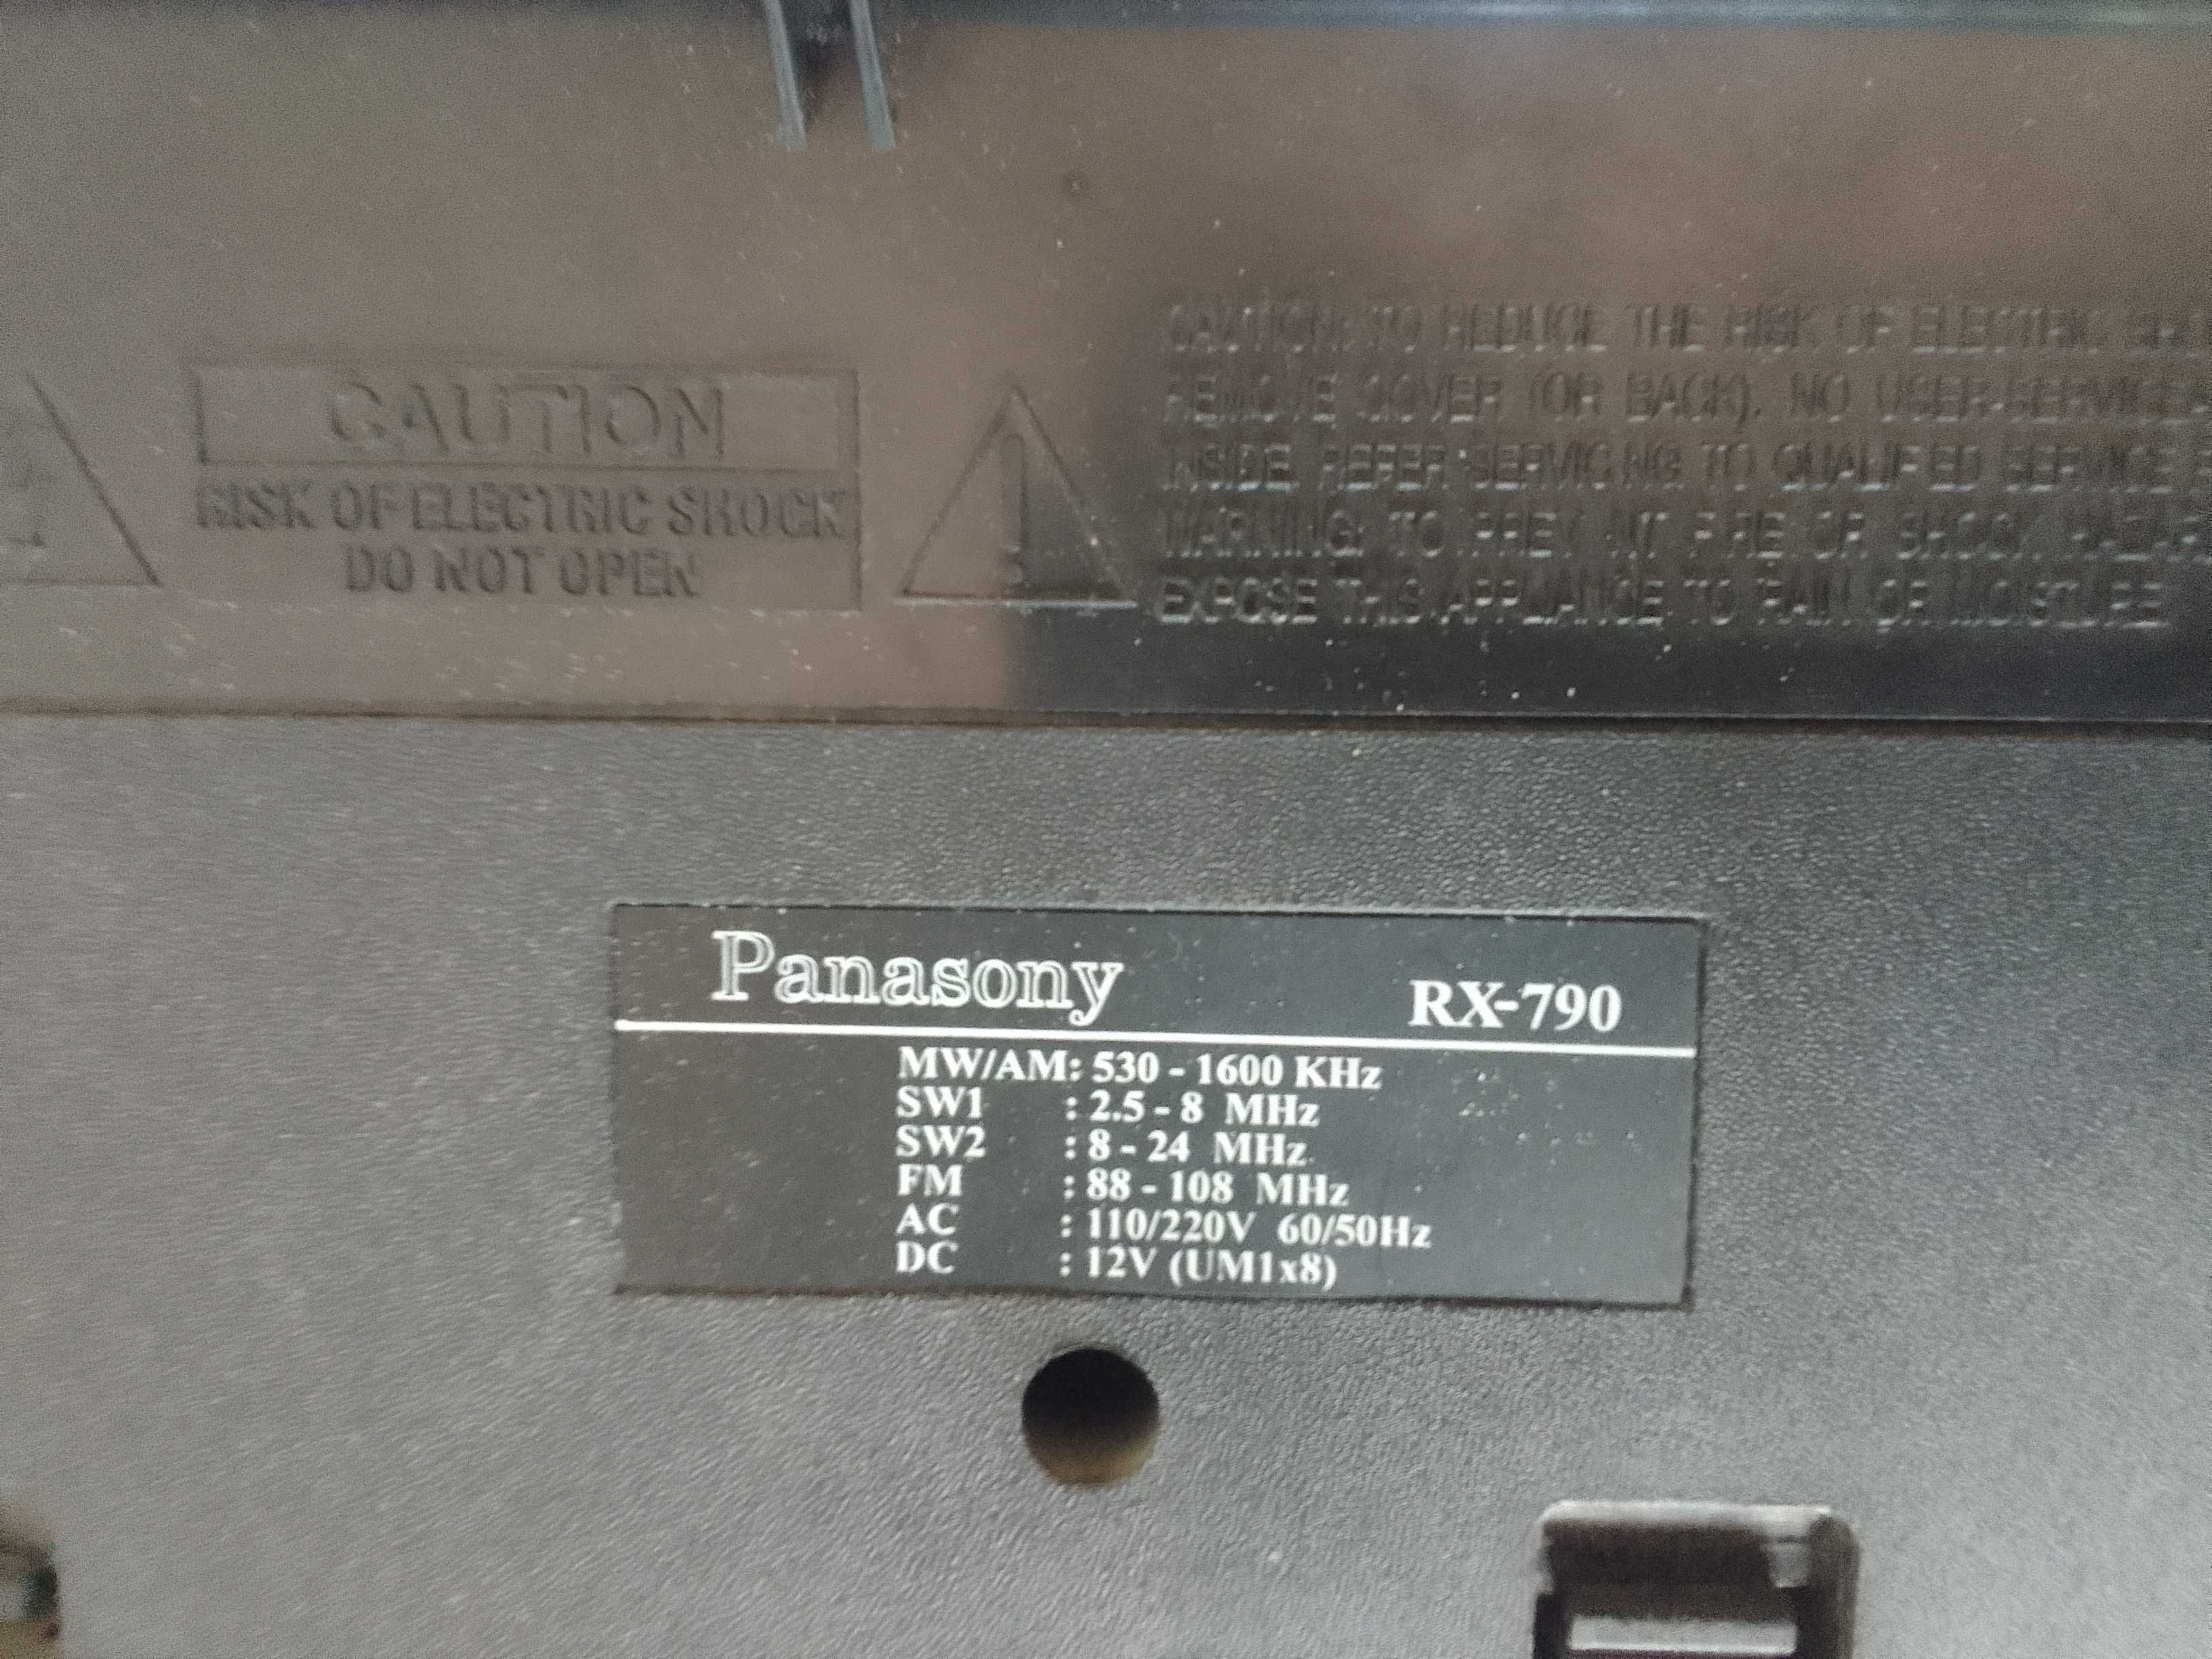 CAUTION
RISK OF ELECTRIC SHOCK
DO NOT OPEN
CAUTION: TO REDUCE THE RISK OF ELECTRIC
REMOVE COVER (OR BACK). NO
INSIDE. REFER SERVICING TO QUALIFIED SERVICE
WARNING: TO PREVENT FIRE OR SHOCK
EXPOSE THIS APPLIANCE TO RAIN OR MOISTURE
Panasony RX-790
MW/AM: 530 - 1600 KHz
SW1 : 2.5 - 8 MHz
SW2 : 8 - 24 MHz
FM : 88 - 108 MHz
AC : 110/220V 60/50Hz
DC : 12V (UM1x8)